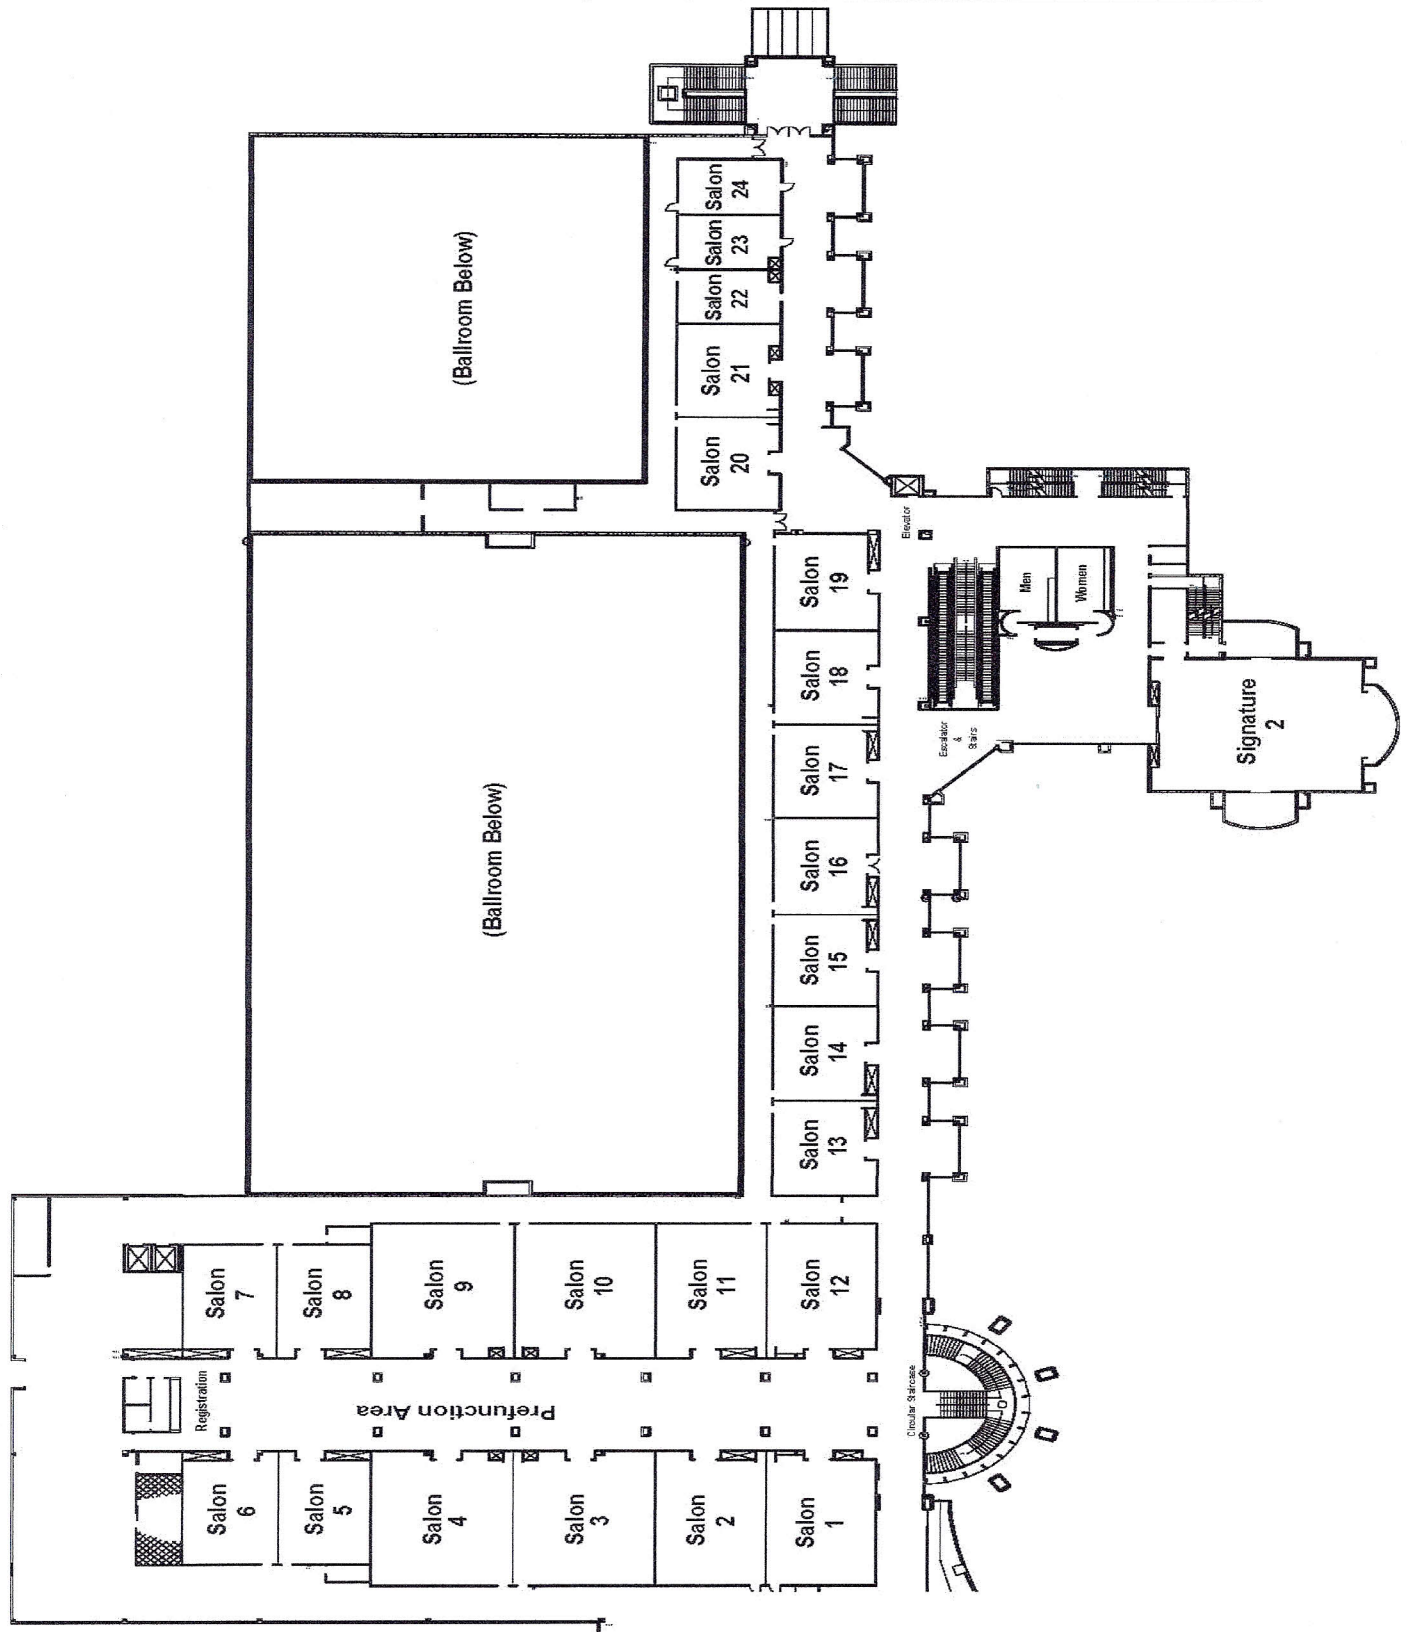 Salon
24
Salon
23
Salon
22
Salon
21
Salon
20
(Ballroom Below)
Salon
19
Salon
18
Salon
17
Salon
16
Salon
15
Salon
14
Salon
13
(Ballroom Below)
Elevator
Men
Women
Escalator
&
Stairs
Signature
2
Salon
7
Salon
8
Salon
9
Salon
10
Salon
11
Salon
12
Registration
Prefunction Area
Circular Staircase
Salon
6
Salon
5
Salon
4
Salon
3
Salon
2
Salon
1